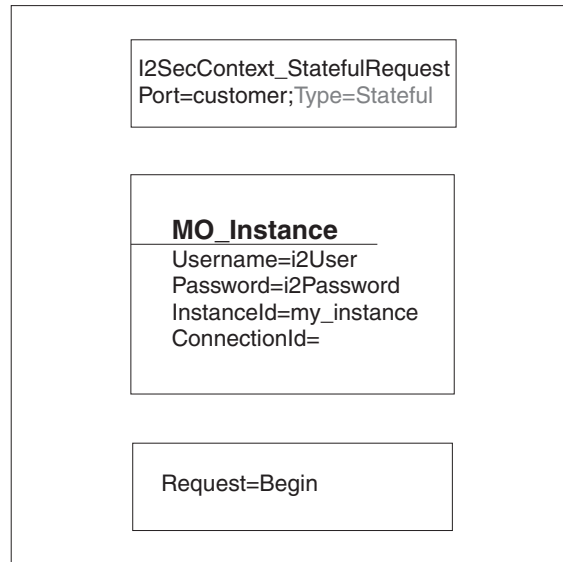 I2SecContext_StatefulRequest
Port=customer;Type=Stateful
MO_Instance
Username=i2User
Password=i2Password
InstanceId=my_instance
ConnectionId=
Request=Begin